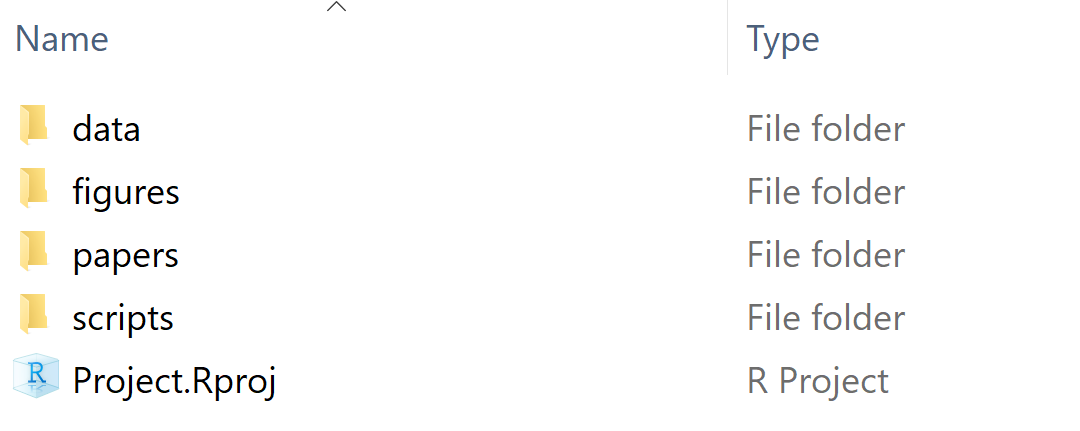 Name Type
data File folder
figures File folder
papers File folder
scripts File folder
R Project.Rproj R Project